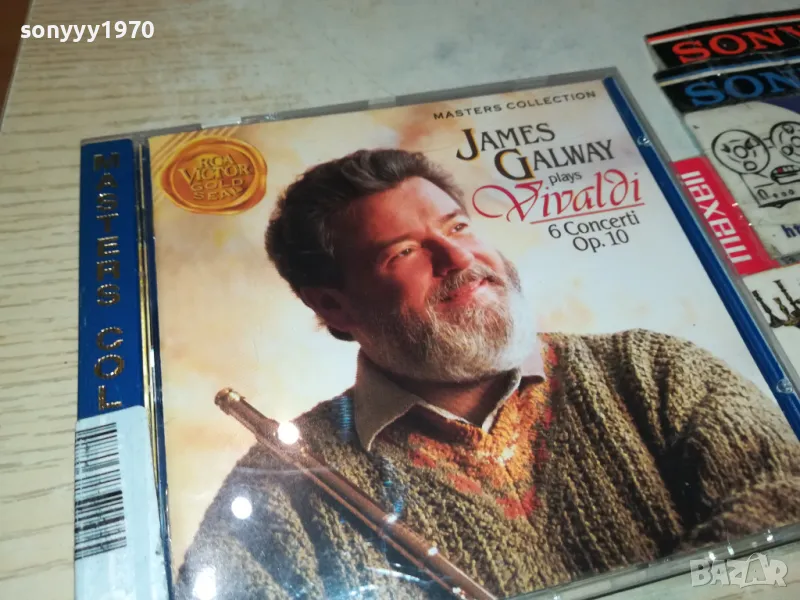 sonyyy1970
MASTERS COLLECTION
JAMES
GALWAY
plays
Vivaldi
6 Concerti
Op. 10
RCA
VICTOR
GOLD
SEAL
MASTERS COL
SONY
SONY
maxell
BAZAR